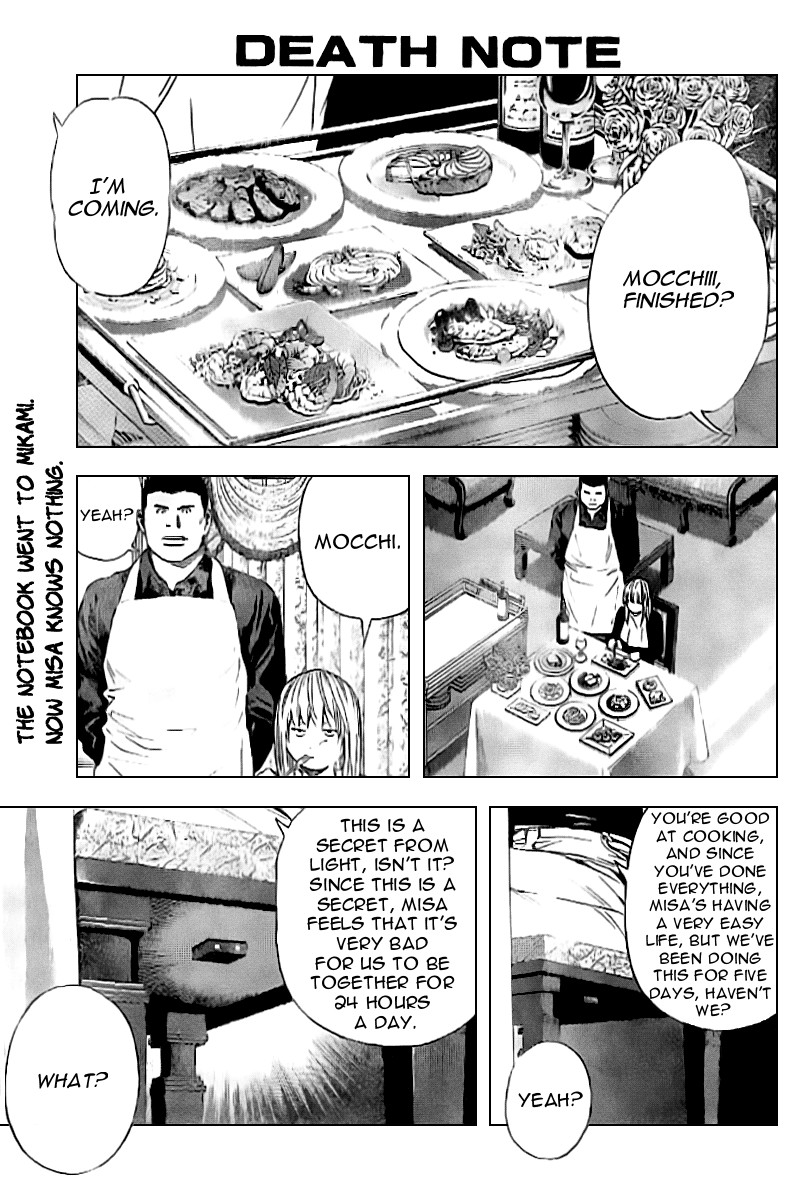 DEATH NOTE
MOCCHIII,
FINISHED?
I'M
COMING.
THE NOTEBOOK WENT TO MIKAMI.
NOW MISA KNOWS NOTHING.
MOCCHI.
YEAH?
YOU'RE GOOD
AT COOKING,
AND SINCE
YOU'VE DONE
EVERYTHING,
MISA'S HAVING
A VERY EASY
LIFE, BUT WE'VE
BEEN DOING
THIS FOR FIVE
DAYS, HAVEN'T
WE?
YEAH?
THIS IS A
SECRET FROM
LIGHT, ISN'T IT?
SINCE THIS IS A
SECRET, MISA
FEELS THAT IT'S
VERY BAD
FOR US TO BE
TOGETHER FOR
24 HOURS
A DAY.
WHAT?